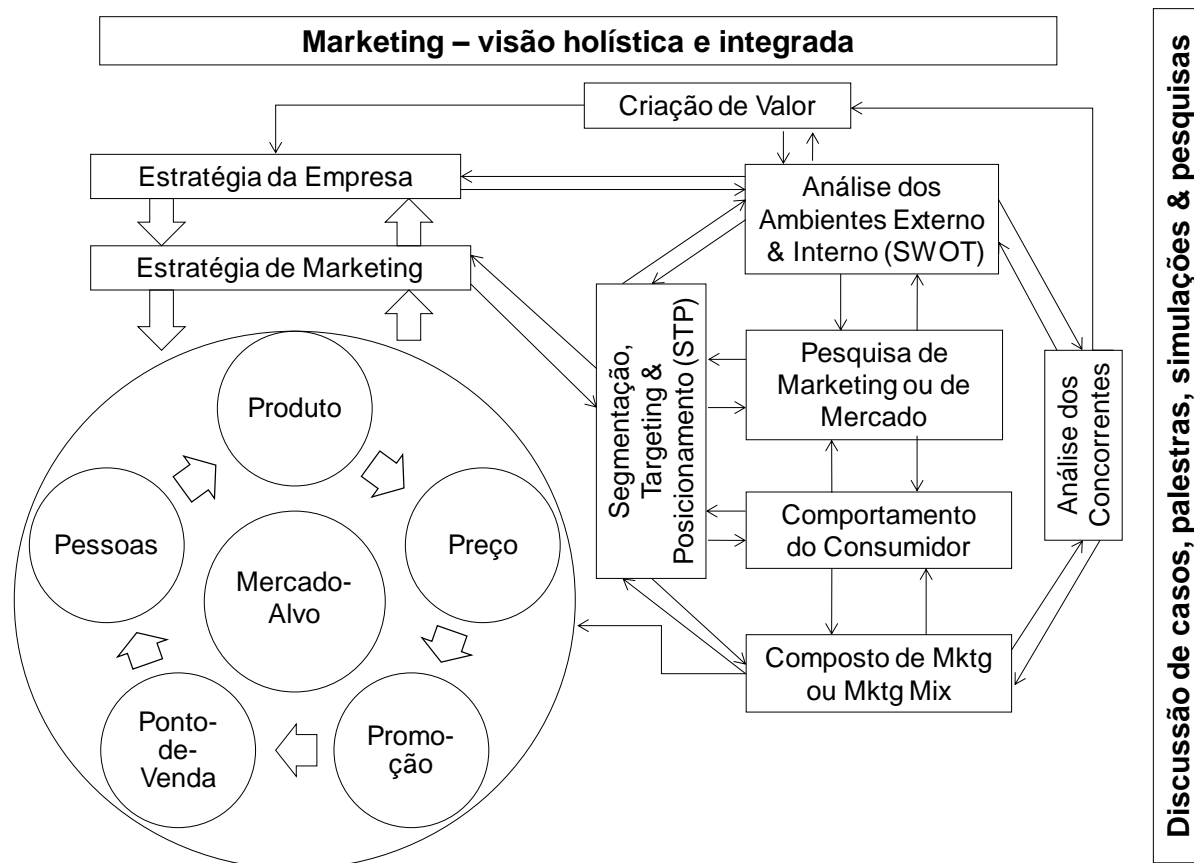 Marketing – visão holística e integrada
Criação de Valor
Estratégia da Empresa
Estratégia de Marketing
Análise dos
Ambientes Externo
& Interno (SWOT)
Segmentação,
Targeting &
Posicionamento (STP)
Pesquisa de
Marketing ou de
Mercado
Análise dos
Concorrentes
Comportamento
do Consumidor
Composto de Mktg
ou Mktg Mix
Produto
Preço
Promo-
ção
Ponto-
de-
Venda
Pessoas
Mercado-
Alvo
Discussão de casos, palestras, simulações & pesquisas